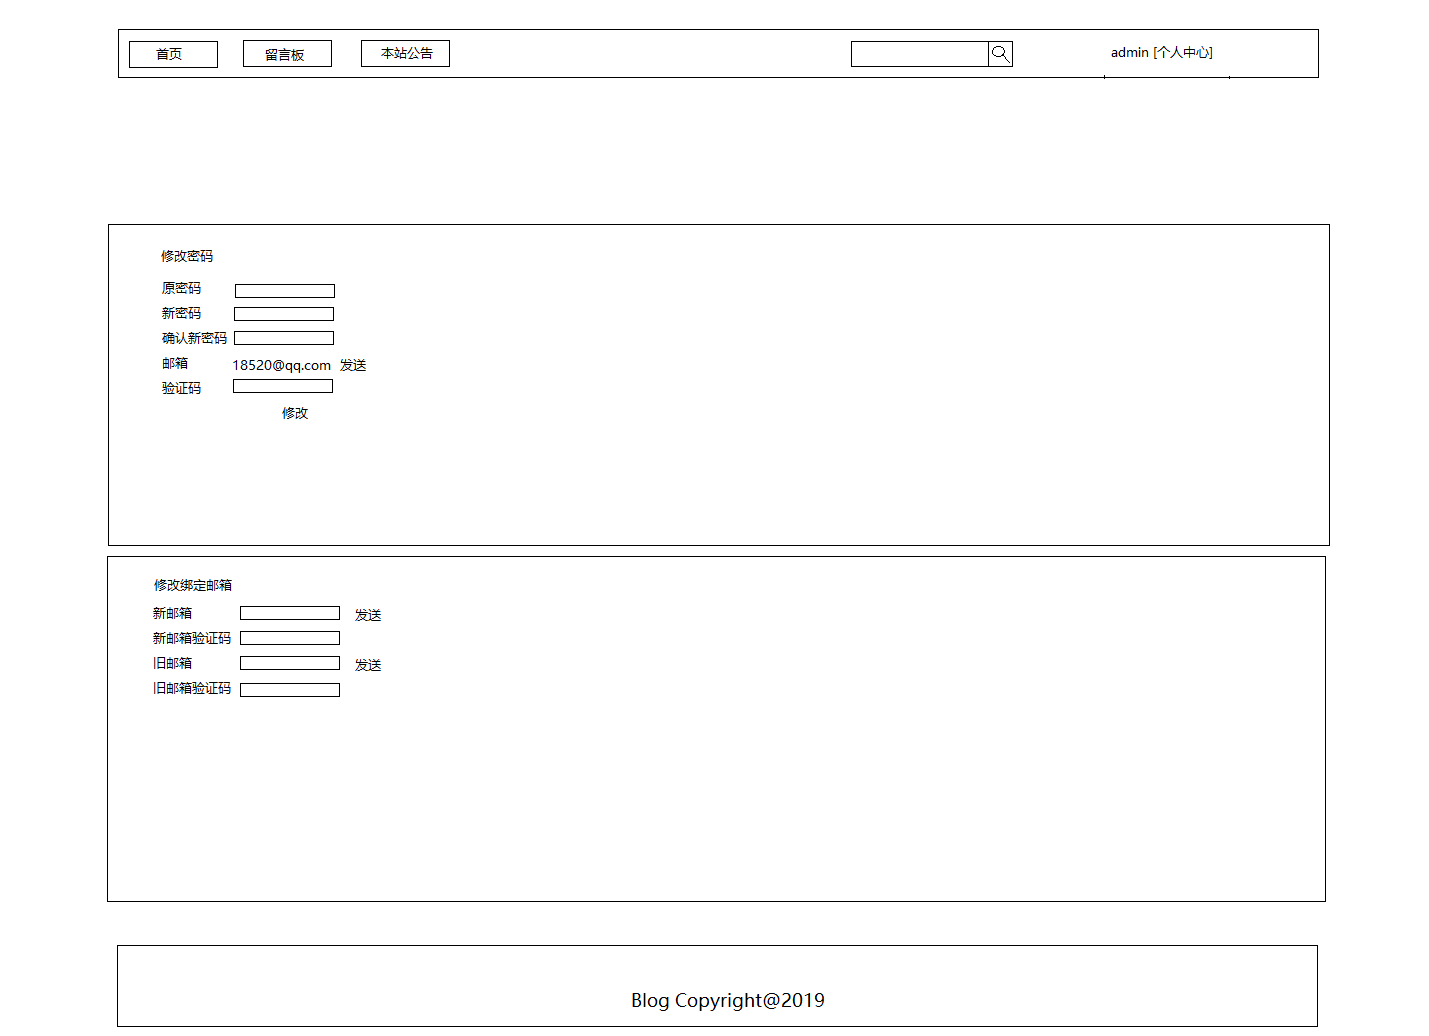 首页 留言板 本站公告 admin [个人中心]
修改密码
原密码
新密码
确认新密码
邮箱 18520@qq.com 发送
验证码
修改
修改绑定邮箱
新邮箱 发送
新邮箱验证码
旧邮箱 发送
旧邮箱验证码
Blog Copyright@2019